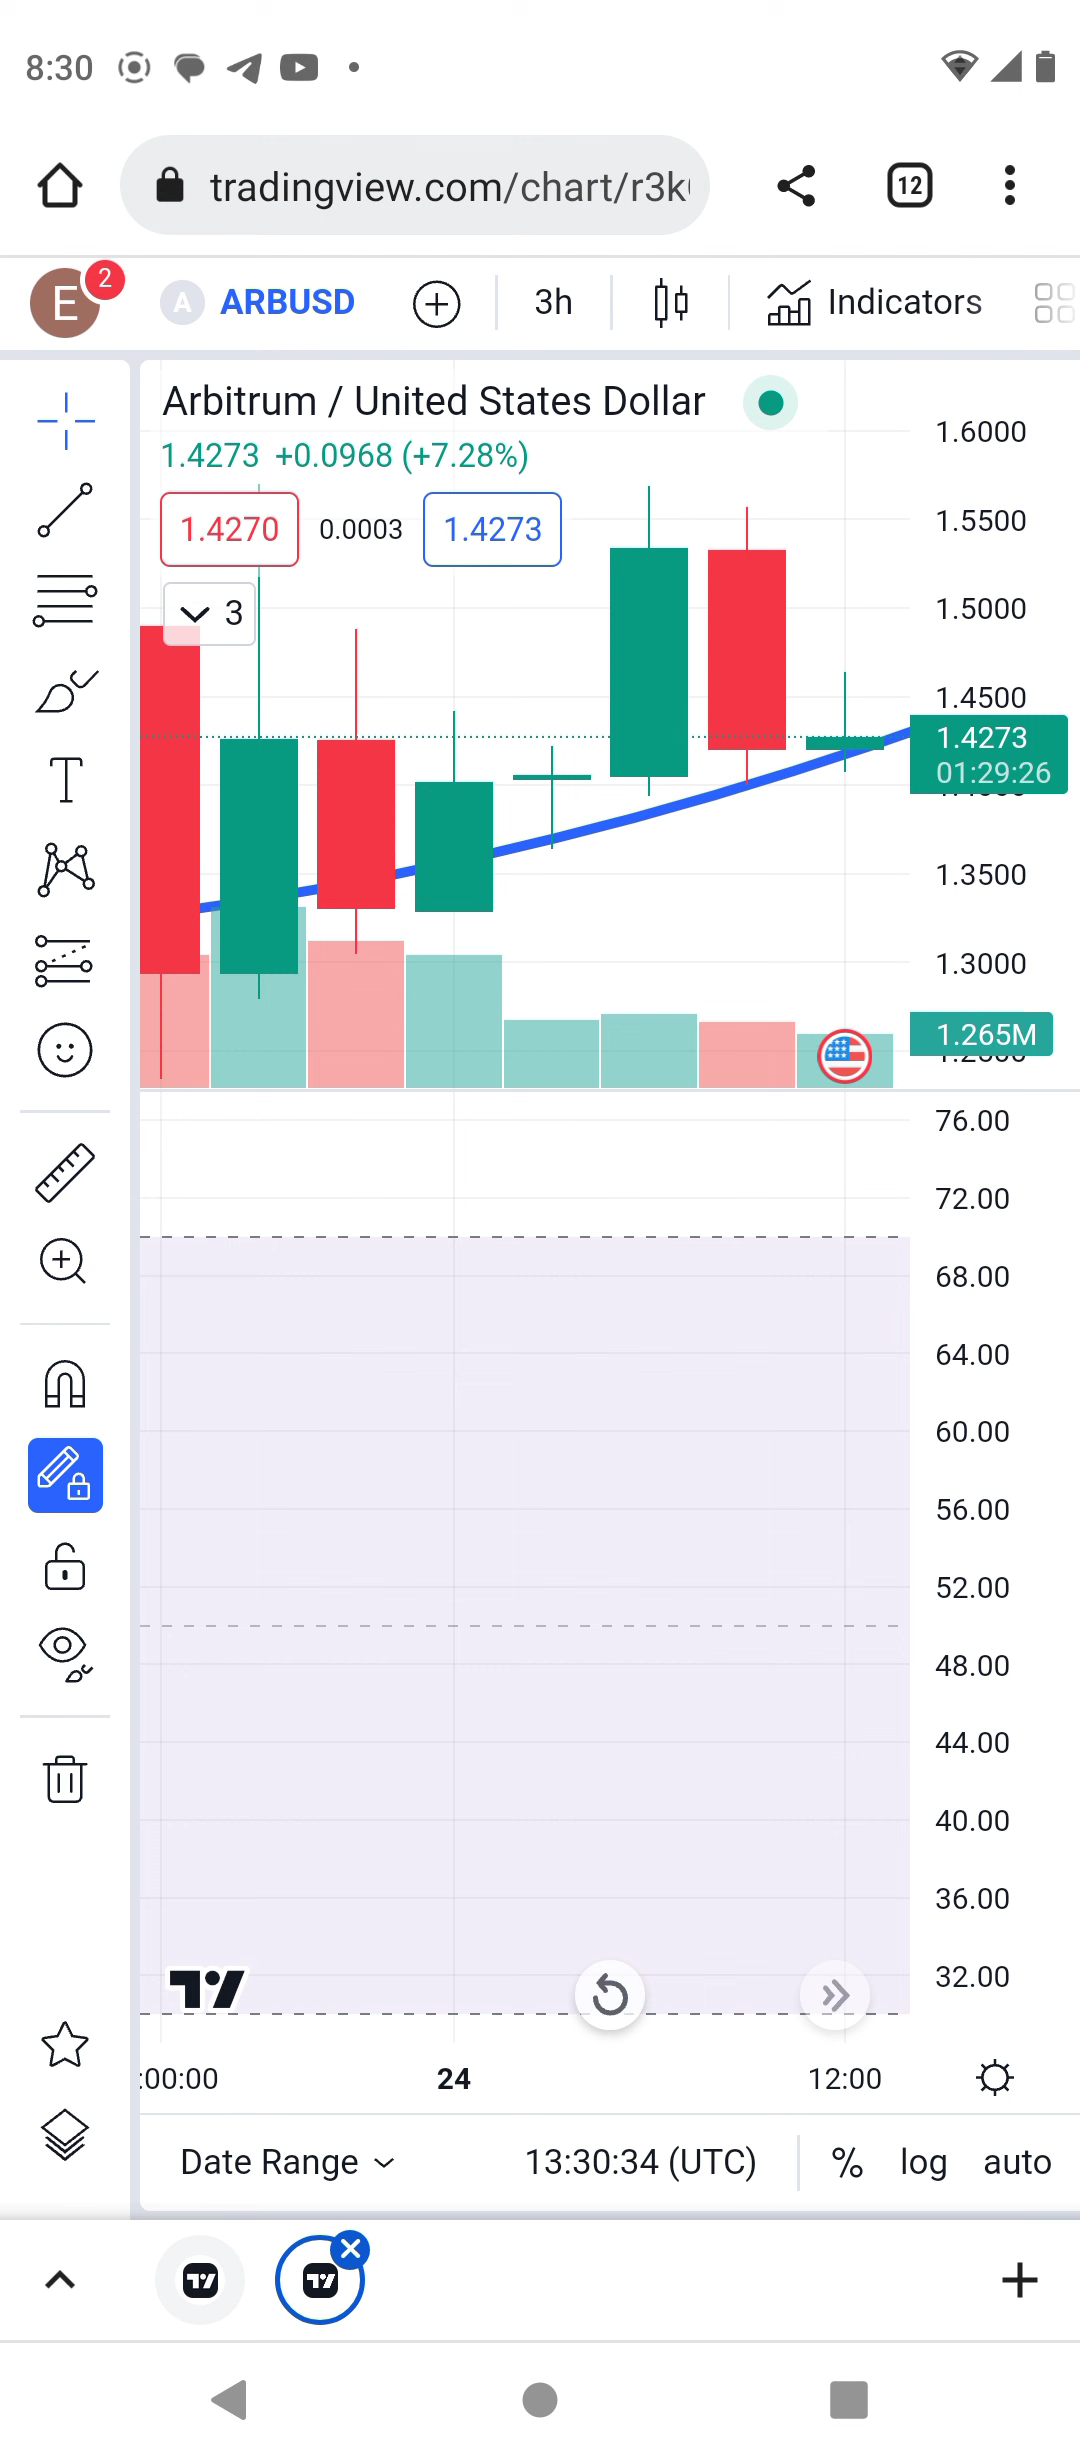 8:30
tradingview.com/chart/r3k
12
E
2
A ARBUSD
3h
Indicators
Arbitrum / United States Dollar
1.4273 +0.0968 (+7.28%)
1.4270 0.0003 1.4273
3
1.6000
1.5500
1.5000
1.4500
1.4273
01:29:26
1.3500
1.3000
1.265M
76.00
72.00
68.00
64.00
60.00
56.00
52.00
48.00
44.00
40.00
36.00
32.00
:00:00 24 12:00
Date Range 13:30:34 (UTC) % log auto